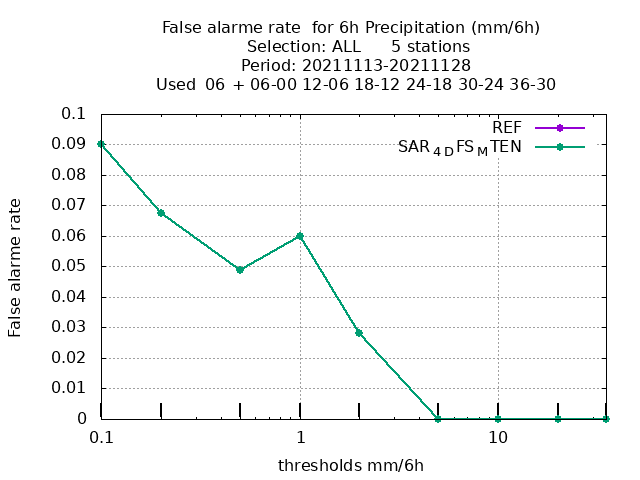 False alarme rate  for 6h Precipitation (mm/6h)
Selection: ALL      5 stations
Period: 20211113-20211128
Used  06 + 06-00 12-06 18-12 24-18 30-24 36-30
REF
SAR4DFSMTEN
0.1
0.09
0.08
0.07
0.06
0.05
0.04
0.03
0.02
0.01
0
False alarme rate
0.1 1 10
thresholds mm/6h